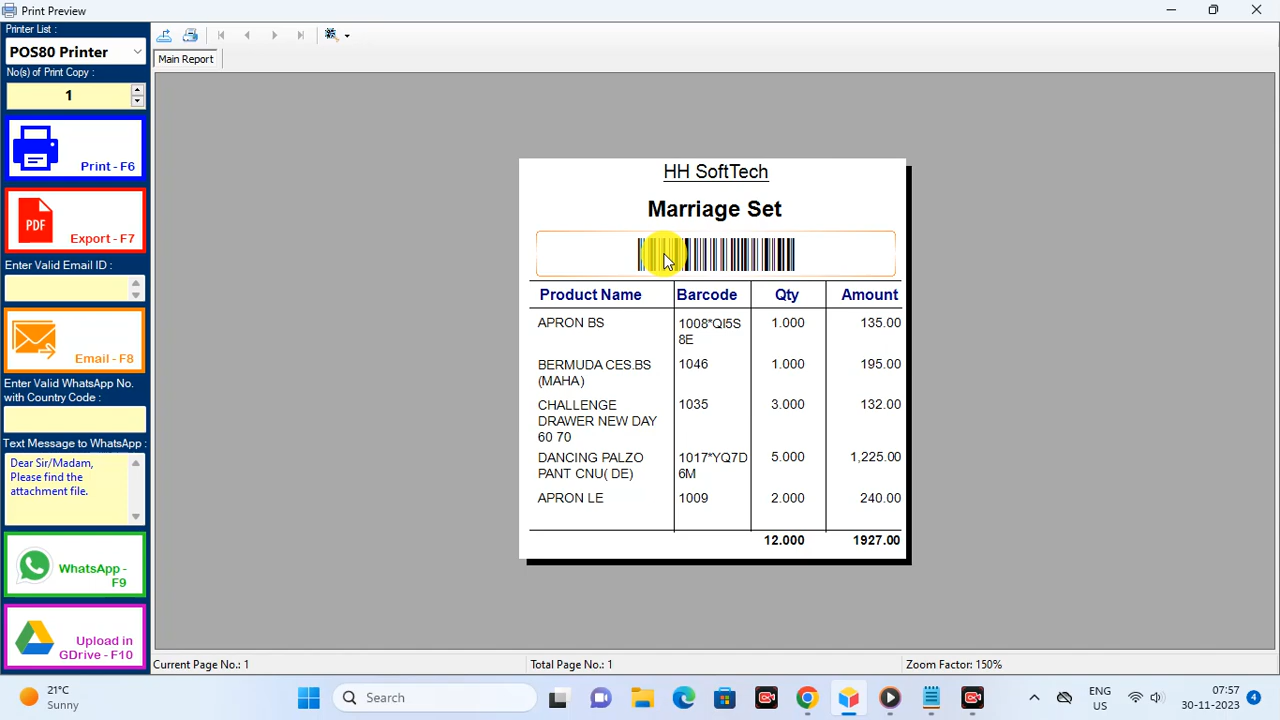 Print Preview
Printer List :
POS80 Printer
No(s) of Print Copy :
1
Print - F6
PDF
Export - F7
Enter Valid Email ID :
Email - F8
Enter Valid WhatsApp No.
with Country Code :
Text Message to WhatsApp :
Dear Sir/Madam,
Please find the
attachment file.
WhatsApp -
F9
Upload in
GDrive - F10
Main Report
HH SoftTech
Marriage Set
Product Name Barcode Qty Amount
APRON BS 1008*QI5S 1.000 135.00
8E
BERMUDA CES.BS 1046 1.000 195.00
(MAHA)
CHALLENGE 1035 3.000 132.00
DRAWER NEW DAY
60 70
DANCING PALZO 1017*YQ7D 5.000 1,225.00
PANT CNU( DE) 6M
APRON LE 1009 2.000 240.00
12.000 1927.00
Current Page No.: 1 Total Page No.: 1 Zoom Factor: 150%
21°C
Sunny
Search
ENG
US
07:57
30-11-2023
4